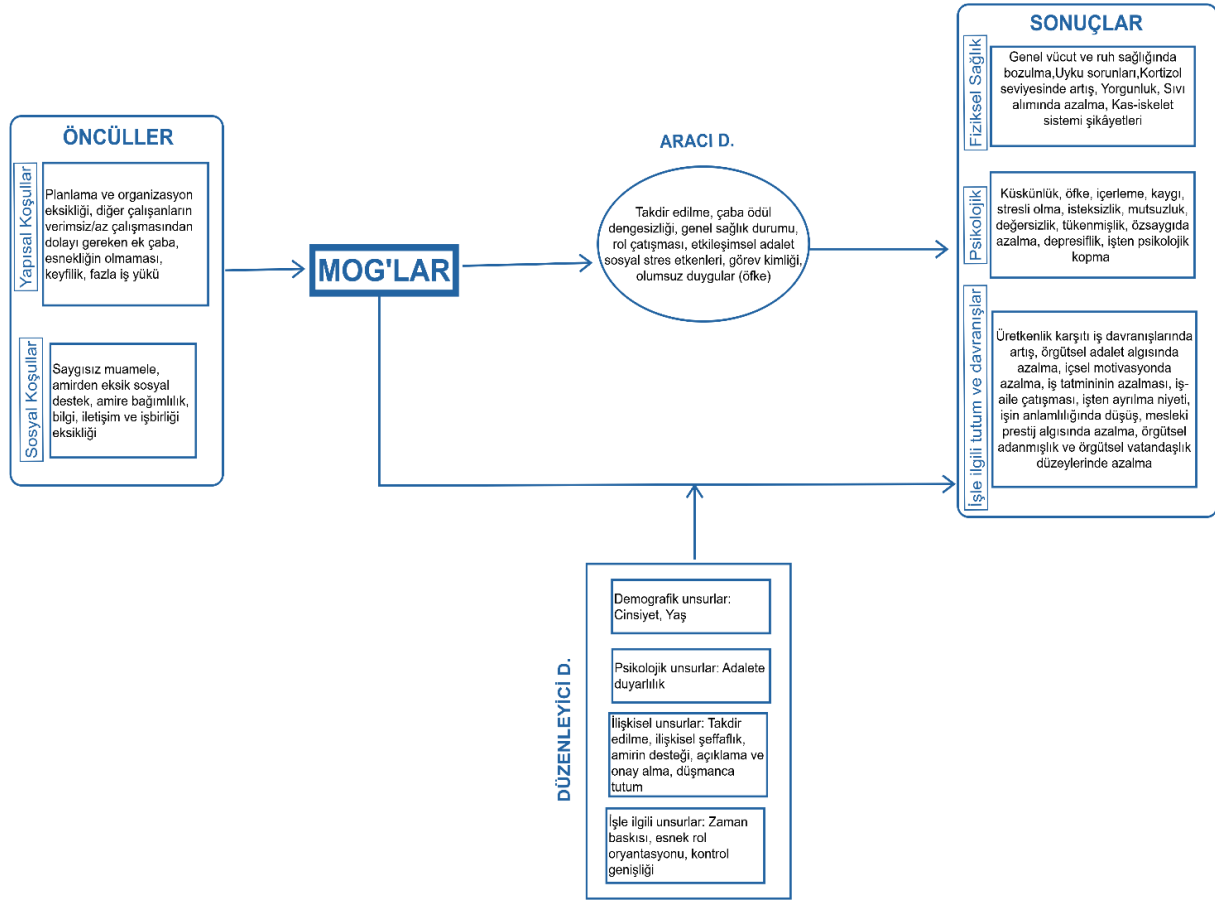 ÖNCÜLLER
Yapısal Koşullar
Planlama ve organizasyon
eksikliği, diğer çalışanların
verimsiz/az çalışmasından
dolayı gereken ek çaba,
esnekliğin olmaması,
keyfilik, fazla iş yükü
Sosyal Koşullar
Saygısız muamele,
amirden eksik sosyal
destek, amire bağımlılık,
bilgi, iletişim ve işbirliği
eksikliği
MOG'LAR
ARACI D.
Takdir edilme, çaba ödül
dengesizliği, genel sağlık durumu,
rol çatışması, etkileşimsel adalet
sosyal stres etkenleri, görev kimliği,
olumsuz duygular (öfke)
SONUÇLAR
Fiziksel Sağlık
Genel vücut ve ruh sağlığında
bozulma,Uyku sorunları,Kortizol
seviyesinde artış, Yorgunluk, Sıvı
alımında azalma, Kas-iskelet
sistemi şikâyetleri
Psikolojik
Küskünlük, öfke, içerleme, kaygı,
stresli olma, isteksizlik, mutsuzluk,
değersizlik, tükenmişlik, özsaygıda
azalma, depresiflik, işten psikolojik
kopma
İşle ilgili tutum ve davranışlar
Üretkenlik karşıtı iş davranışlarında
artış, örgütsel adalet algısında
azalma, içsel motivasyonda
azalma, iş tatmininin azalması, iş-
aile çatışması, işten ayrılma niyeti,
işin anlamlılığında düşüş, mesleki
prestij algısında azalma, örgütsel
adanmışlık ve örgütsel vatandaşlık
düzeylerinde azalma
DÜZENLEYİCİ D.
Demografik unsurlar:
Cinsiyet, Yaş
Psikolojik unsurlar: Adalete
duyarlılık
İlişkisel unsurlar: Takdir
edilme, ilişkisel şeffaflık,
amirin desteği, açıklama ve
onay alma, düşmanca
tutum
İşle ilgili unsurlar: Zaman
baskısı, esnek rol
oryantasyonu, kontrol
genişliği